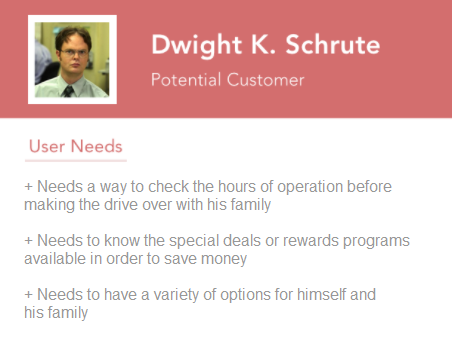 Dwight K. Schrute
Potential Customer
User Needs
+ Needs a way to check the hours of operation before
making the drive over with his family
+ Needs to know the special deals or rewards programs
available in order to save money
+ Needs to have a variety of options for himself and
his family